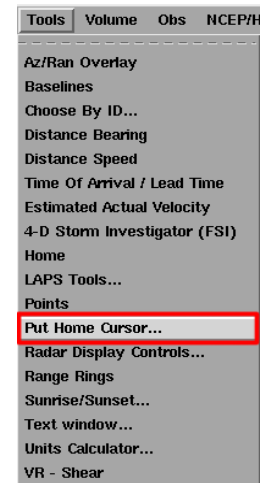 Tools Volume Obs NCEP/H
Az/Ran Overlay
Baselines
Choose By ID...
Distance Bearing
Distance Speed
Time Of Arrival / Lead Time
Estimated Actual Velocity
4-D Storm Investigator (FSI)
Home
LAPS Tools...
Points
Put Home Cursor...
Radar Display Controls...
Range Rings
Sunrise/Sunset...
Text window...
Units Calculator...
VR - Shear